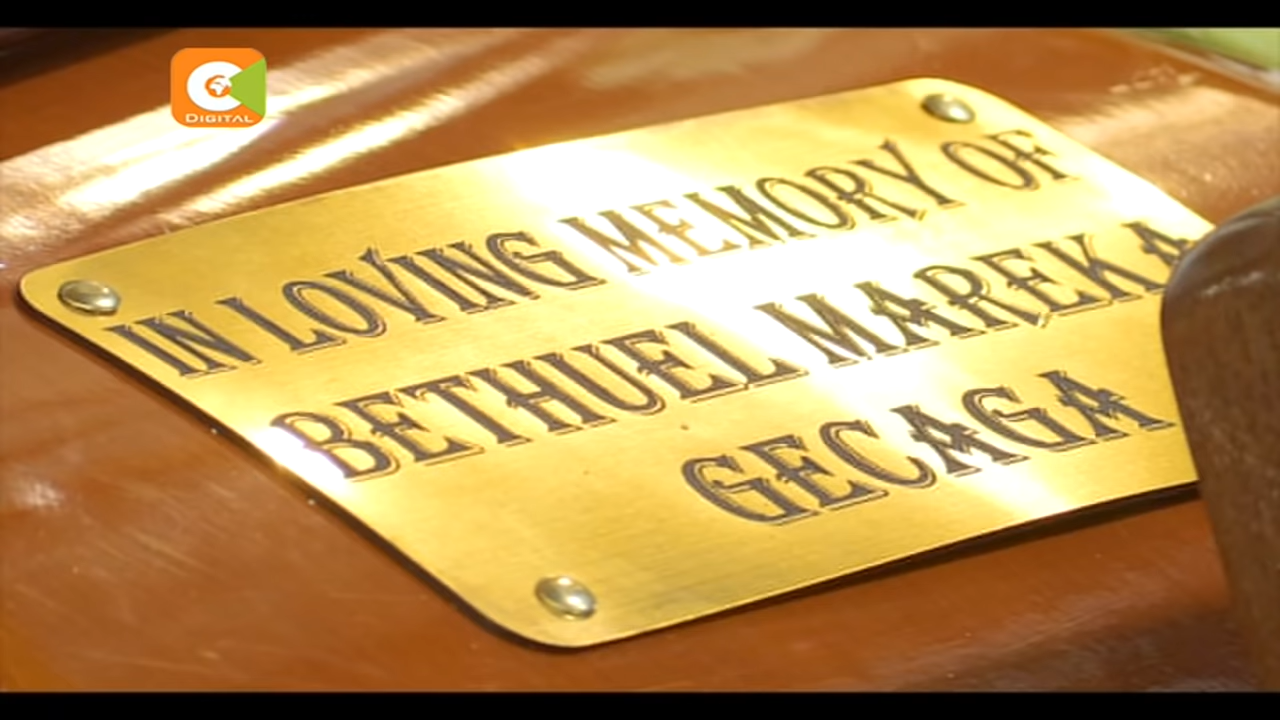 C
DIGITAL
IN LOVING MEMORY OF
BETHUEL MAREKA
GECAGA